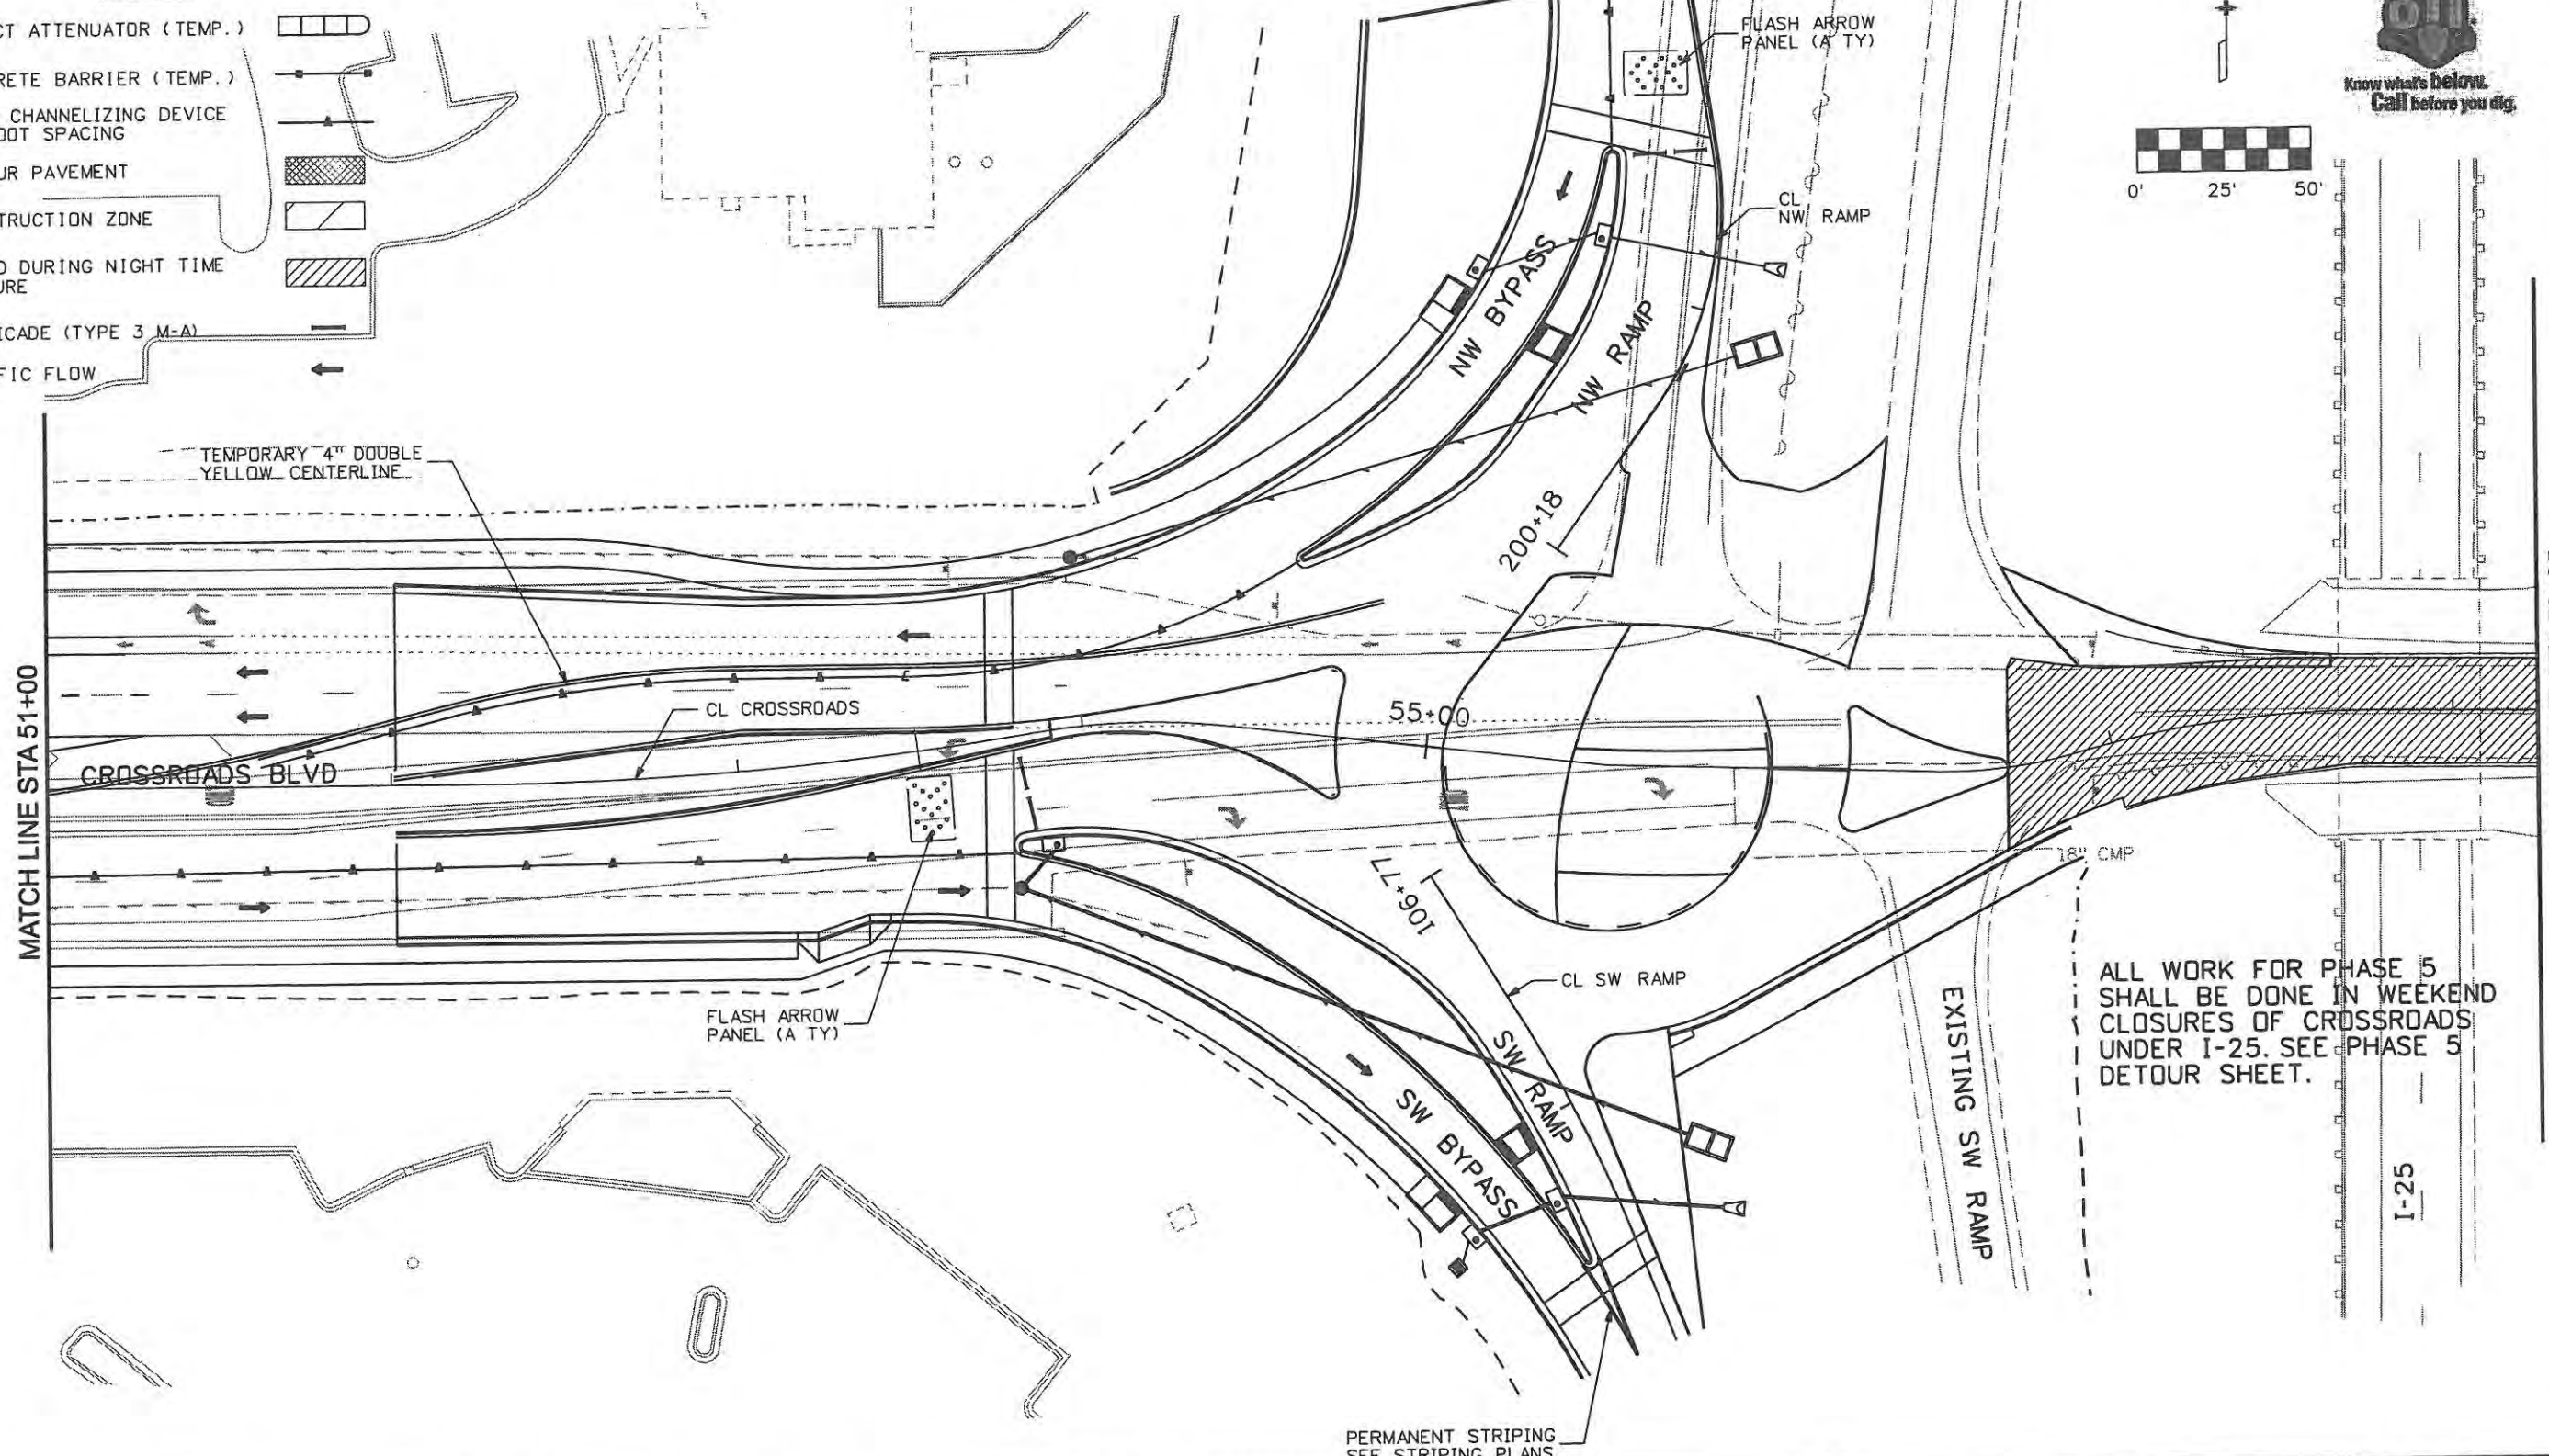 CT ATTENUATOR (TEMP.)
RETE BARRIER (TEMP.)
CHANNELIZING DEVICE
OOT SPACING
UR PAVEMENT
TRUCTION ZONE
D DURING NIGHT TIME
URE
ICADE (TYPE 3 M-A)
FIC FLOW
FLASH ARROW
PANEL (A TY)
Know what's below.
Call before you dig.
0' 25' 50'
CL
NW RAMP
NW BYPASS
NW RAMP
TEMPORARY 4" DOUBLE
YELLOW CENTERLINE
200+18
MATCH LINE STA 51+00
CL CROSSROADS
55+00
CROSSROADS BLVD
18" CMP
106+77
CL SW RAMP
FLASH ARROW
PANEL (A TY)
SW RAMP
SW BYPASS
EXISTING SW RAMP
ALL WORK FOR PHASE 5
SHALL BE DONE IN WEEKEND
CLOSURES OF CROSSROADS
UNDER I-25. SEE PHASE 5
DETOUR SHEET.
I-25
PERMANENT STRIPING
SEE STRIPING PLANS